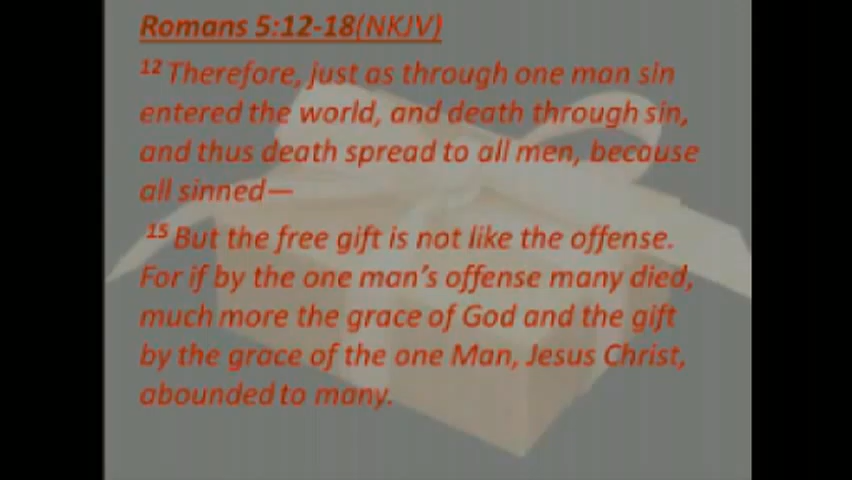 Romans 5:12-18(NKJV)
12 Therefore, just as through one man sin
entered the world, and death through sin,
and thus death spread to all men, because
all sinned—
15 But the free gift is not like the offense.
For if by the one man’s offense many died,
much more the grace of God and the gift
by the grace of the one Man, Jesus Christ,
abounded to many.